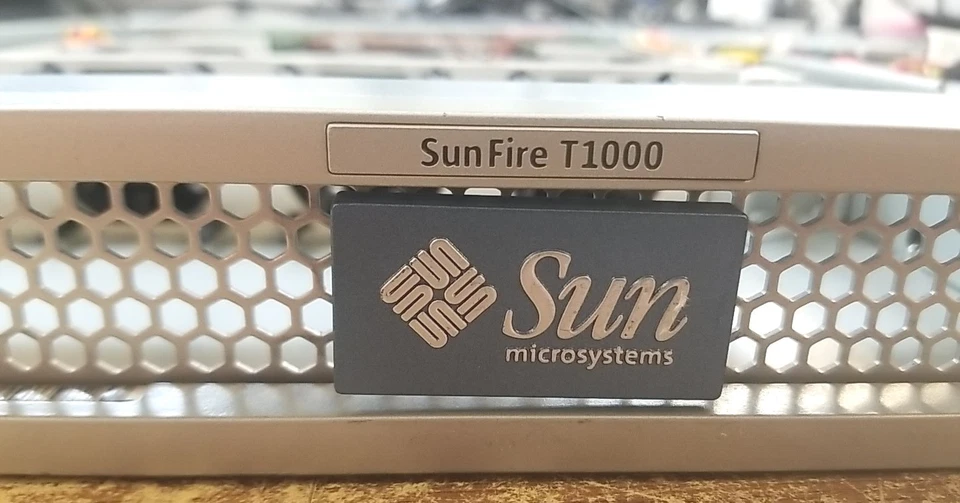 Sun Fire T1000
Sun
microsystems